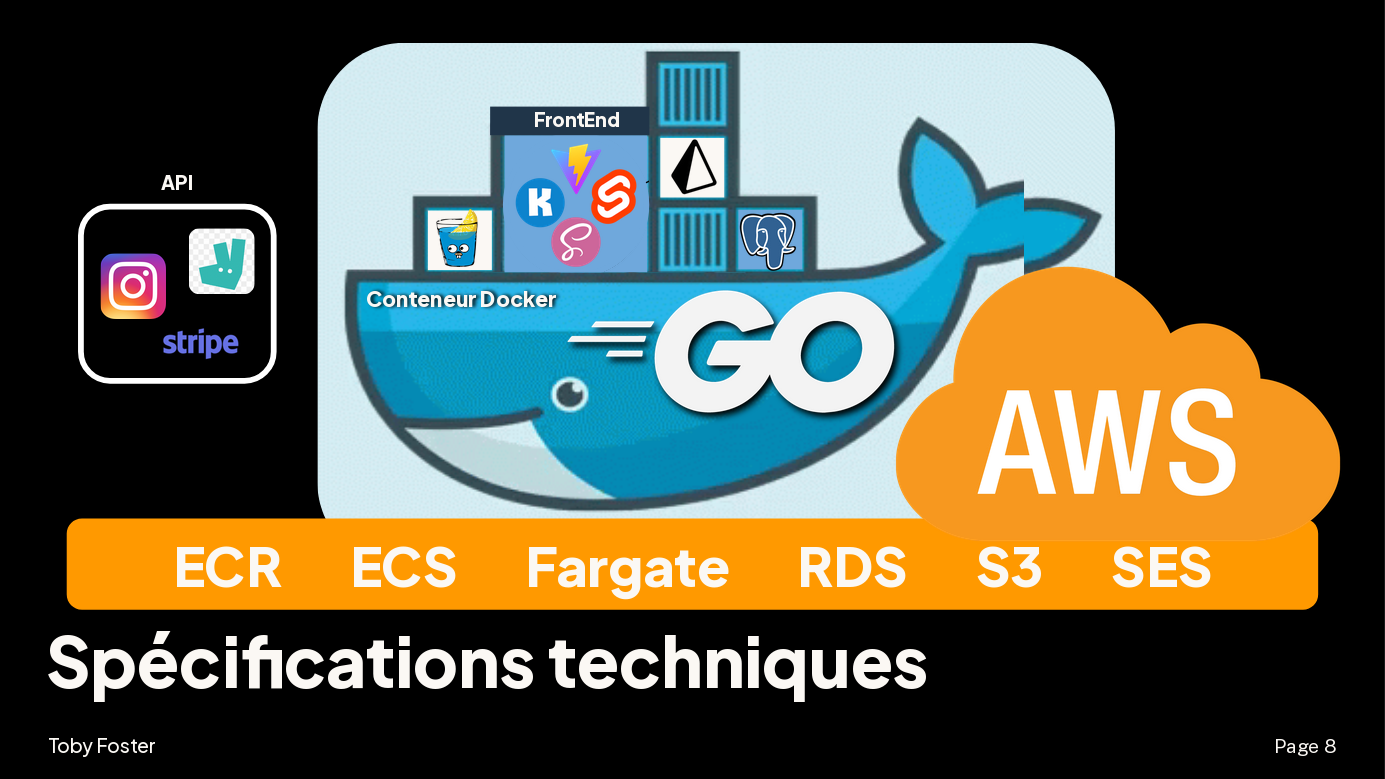 FrontEnd
API
K
stripe
Conteneur Docker
GO
AWS
ECR ECS Fargate RDS S3 SES
Spécifications techniques
Toby Foster
Page 8